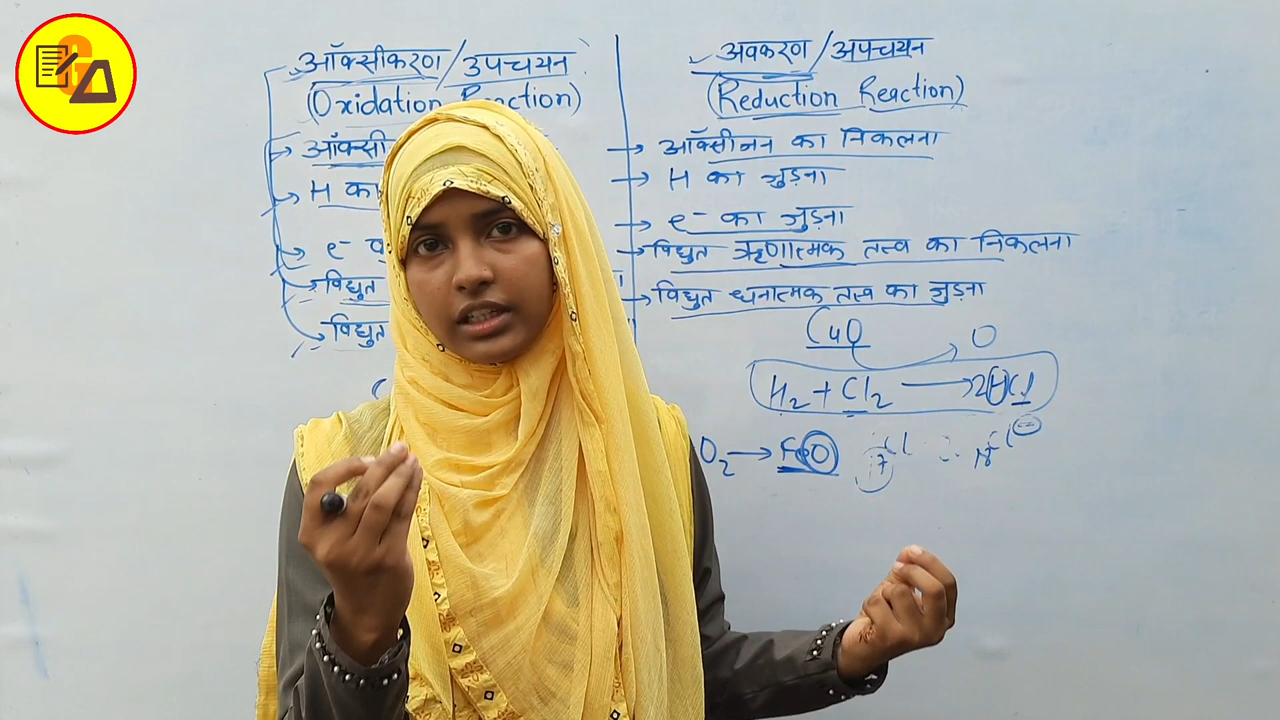 ऑक्सीकरण/उपचयन
(Oxidation Reaction)
→ ऑक्सी
→ H का
→ e-
→ विद्युत
→ विद्युत
अवकरण/अपचयन
(Reduction Reaction)
→ ऑक्सीजन का निकलना
→ H का जुड़ना
→ e- का जुड़ना
→ विद्युत ऋणात्मक तत्व का निकलना
→ विद्युत धनात्मक तत्व का जुड़ना
CuO O
H₂ + Cl₂ → 2HCl
O₂ → FeO